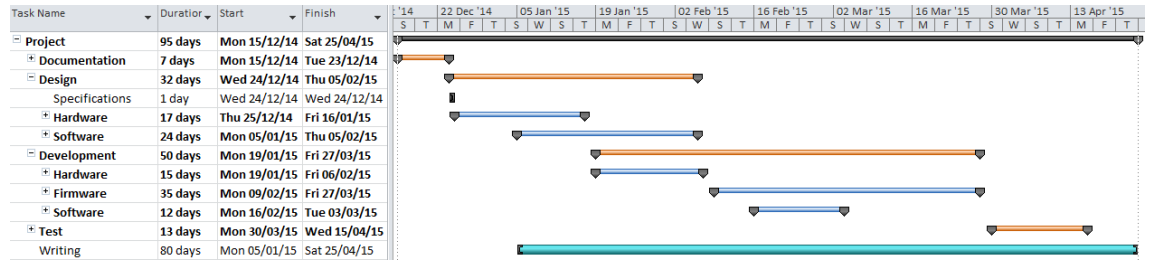 Task Name Duration Start Finish '14 22 Dec '14 05 Jan '15 19 Jan '15 02 Feb '15 16 Feb '15 02 Mar '15 16 Mar '15 30 Mar '15 13 Apr '15
S T M F T S W S T M F T S W S T M F T S W S T M F T S W S T M F T S W S T M F T
Project 95 days Mon 15/12/14 Sat 25/04/15
Documentation 7 days Mon 15/12/14 Tue 23/12/14
Design 32 days Wed 24/12/14 Thu 05/02/15
Specifications 1 day Wed 24/12/14 Wed 24/12/14
Hardware 17 days Thu 25/12/14 Fri 16/01/15
Software 24 days Mon 05/01/15 Thu 05/02/15
Development 50 days Mon 19/01/15 Fri 27/03/15
Hardware 15 days Mon 19/01/15 Fri 06/02/15
Firmware 35 days Mon 09/02/15 Fri 27/03/15
Software 12 days Mon 16/02/15 Tue 03/03/15
Test 13 days Mon 30/03/15 Wed 15/04/15
Writing 80 days Mon 05/01/15 Sat 25/04/15